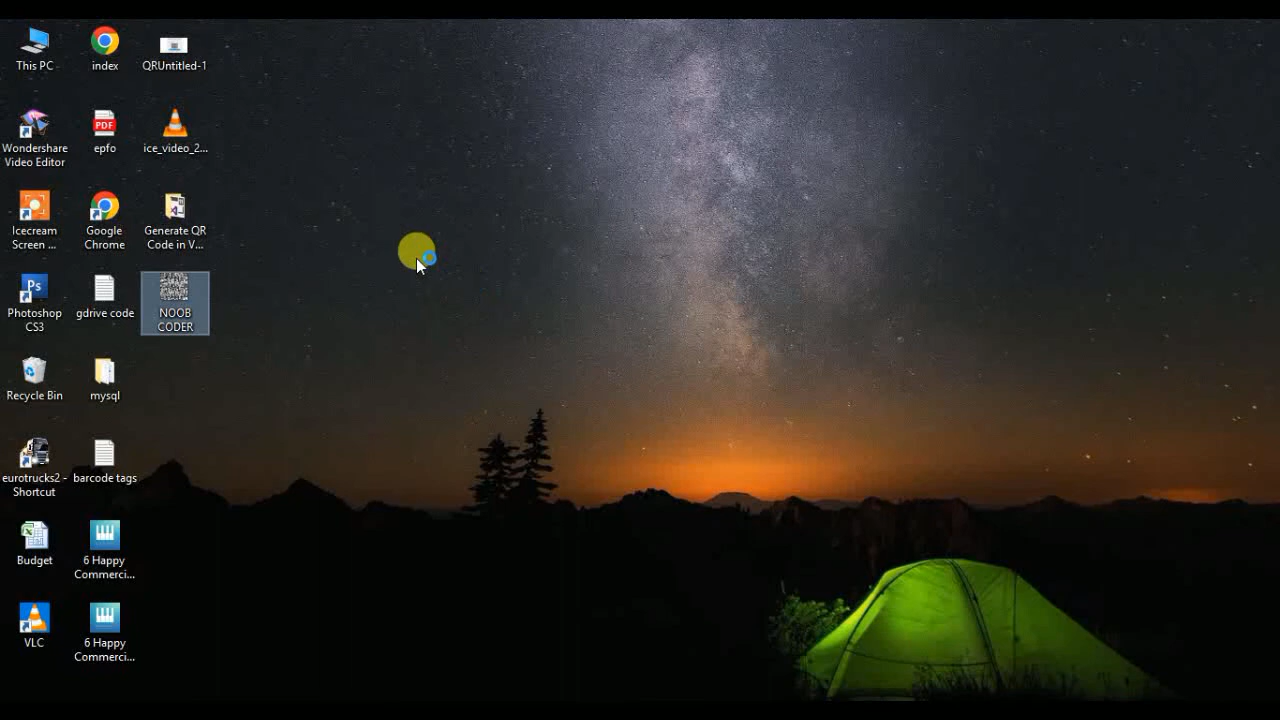 This PC
index
QRUntitled-1
Wondershare
Video Editor
epfo
ice_video_2...
Icecream
Screen ...
Google
Chrome
Generate QR
Code in V...
Photoshop
CS3
gdrive code
NOOB
CODER
Recycle Bin
mysql
eurotrucks2 -
Shortcut
barcode tags
Budget
6 Happy
Commerci...
VLC
6 Happy
Commerci...
PDF
Ps